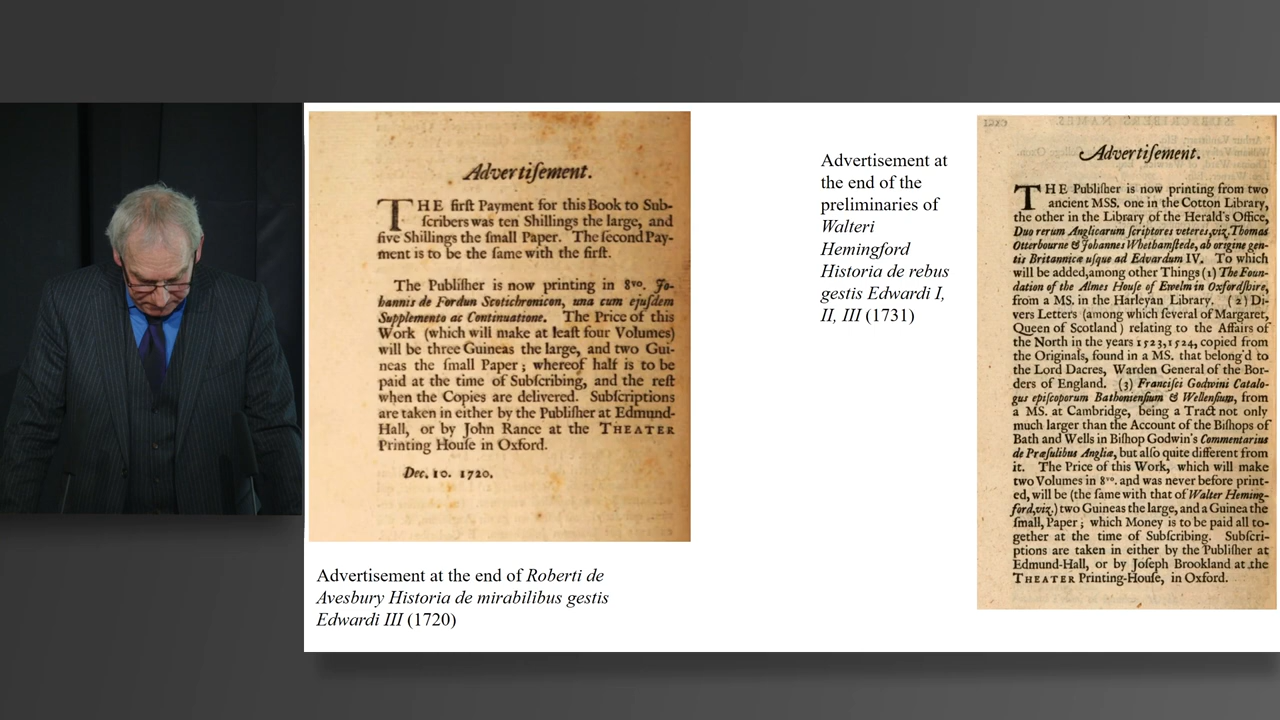 Advertiſement.
THE firſt Payment for this Book to Sub-
ſcribers was ten Shillings the large, and
five Shillings the ſmall Paper. The ſecond Pay-
ment is to be the ſame with the firſt.
The Publiſher is now printing in 8vo. Jo-
hannis de Fordun Scotichronicon, una cum ejuſdem
Supplemento ac Continuatione. The Price of this
Work (which will make at leaſt four Volumes)
will be three Guineas the large, and two Gui-
neas the ſmall Paper; whereof half is to be
paid at the time of Subſcribing, and the reſt
when the Copies are delivered. Subſcriptions
are taken in either by the Publiſher at Edmund-
Hall, or by John Rance at the THEATER
Printing Houſe in Oxford.
Dec. 10. 1720.
Advertisement at the end of Roberti de
Avesbury Historia de mirabilibus gestis
Edwardi III (1720)
Advertisement at
the end of the
preliminaries of
Walteri
Hemingford
Historia de rebus
gestis Edwardi I,
II, III (1731)
Advertiſement.
THE Publiſher is now printing from two
ancient MSS. one in the Cotton Library,
the other in the Library of the Herald's Office,
Duo rerum Anglicarum ſcriptores veteres, viz. Thomas
Otterbourne & Johannes Whethamſtede, ab origine gen-
tis Britannicæ uſque ad Edvardum IV. To which
will be added, among other Things (1) The Foun-
dation of the Almes Houſe of Ewelm in Oxfordſhire,
from a MS. in the Harleyan Library. (2) Di-
vers Letters (among which ſeveral of Margaret,
Queen of Scotland) relating to the Affairs of
the North in the years 1523, 1524, copied from
the Originals, found in a MS. that belong'd to
the Lord Dacres, Warden General of the Bor-
ders of England. (3) Franciſci Godwini Catalo-
gus epiſcoporum Bathonienſium & Wellenſium, from
a MS. at Cambridge, being a Tract not only
much larger than the Account of the Biſhops of
Bath and Wells in Biſhop Godwin's Commentarius
de Præſulibus Angliæ, but alſo quite different from
it. The Price of this Work, which will make
two Volumes in 8vo. and was never before print-
ed, will be (the ſame with that of Walter Heming-
ford, viz.) two Guineas the large, and a Guinea the
ſmall, Paper; which Money is to be paid all to-
gether at the time of Subſcribing. Subſcri-
ptions are taken in either by the Publiſher at
Edmund-Hall, or by Joſeph Brookland at the
THEATER Printing-Houſe, in Oxford.